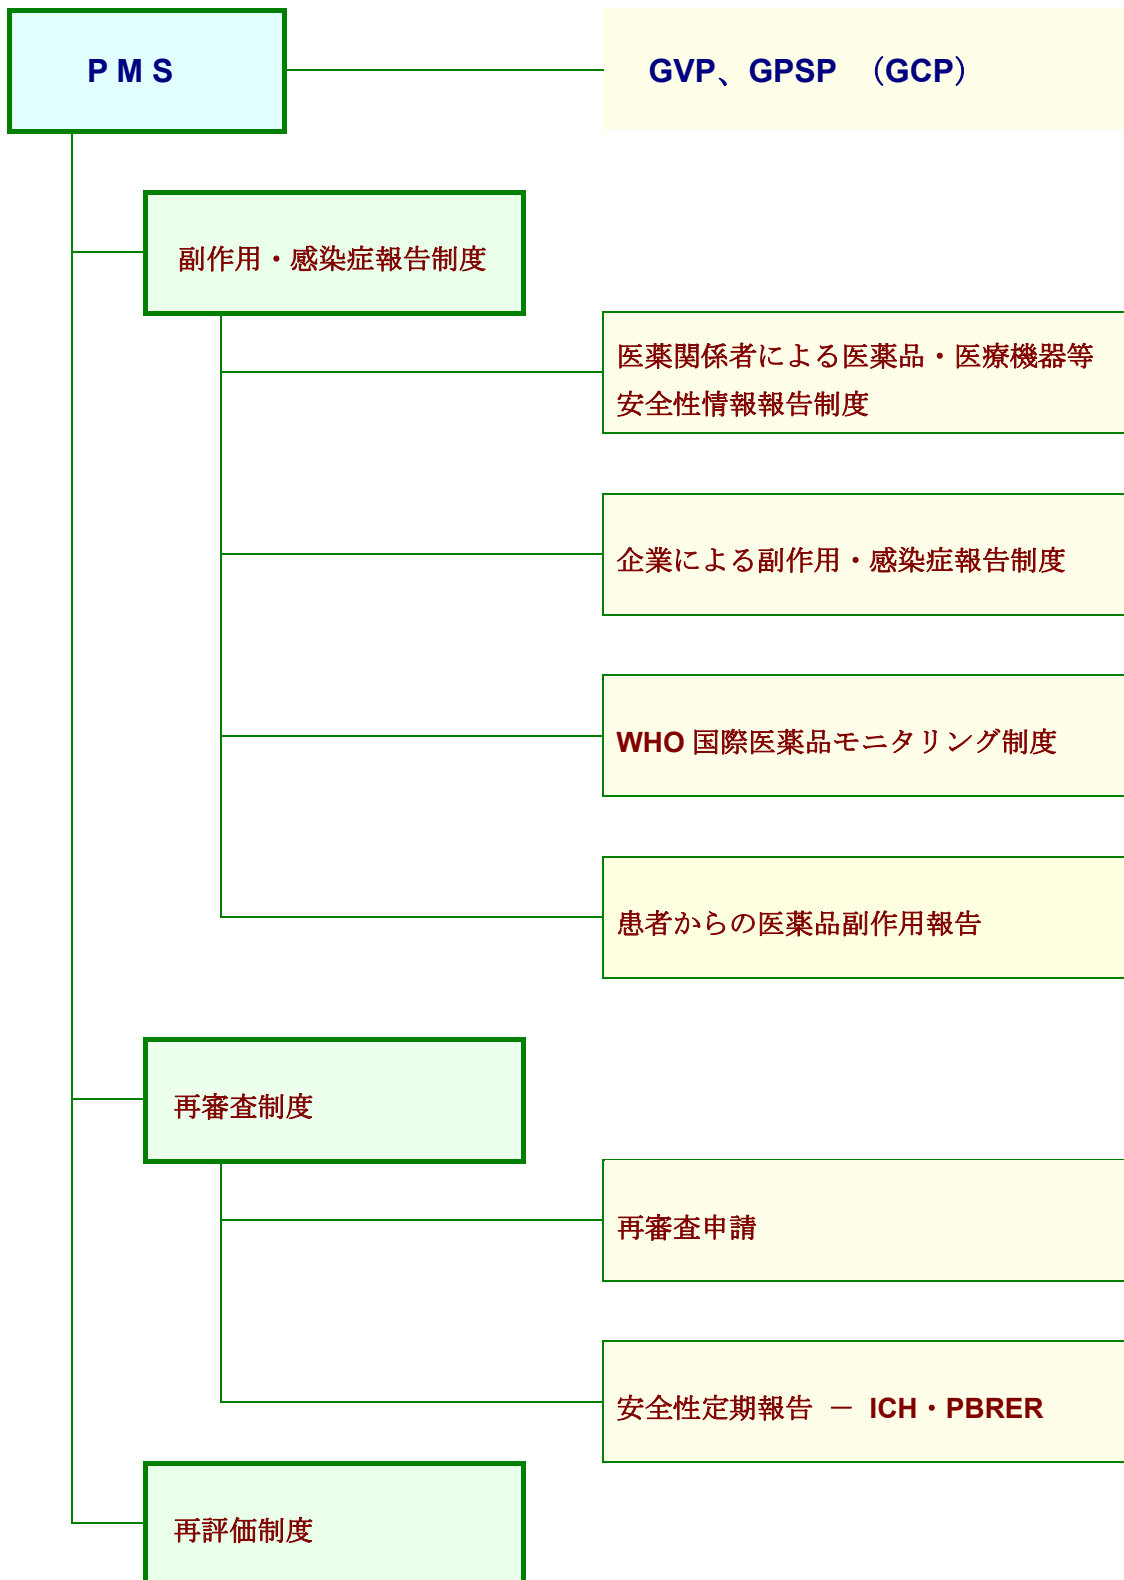 P M S
GVP、GPSP （GCP）
副作用・感染症報告制度
医薬関係者による医薬品・医療機器等
安全性情報報告制度
企業による副作用・感染症報告制度
WHO 国際医薬品モニタリング制度
患者からの医薬品副作用報告
再審査制度
再審査申請
安全性定期報告 － ICH・PBRER
再評価制度